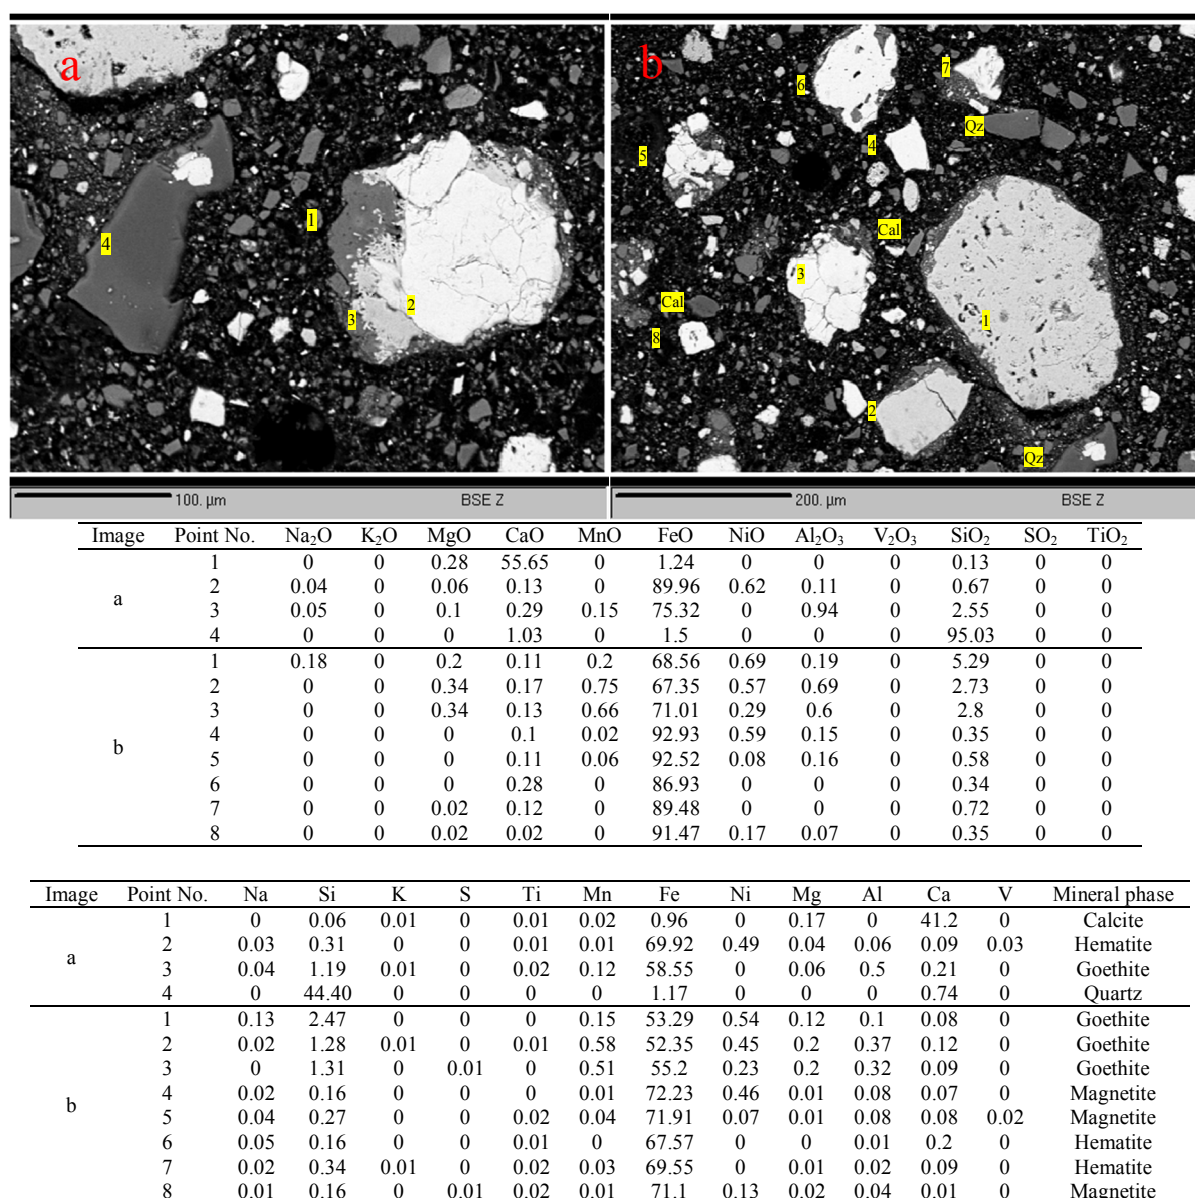 a
4
1
2
3
b
6
7
Qz
4
5
Cal
3
Cal
8
1
2
Qz
100. µm BSE Z
200. µm BSE Z
Image Point No. Na₂O K₂O MgO CaO MnO FeO NiO Al₂O₃ V₂O₃ SiO₂ SO₂ TiO₂
a
1 0 0 0.28 55.65 0 1.24 0 0 0 0.13 0 0
2 0.04 0 0.06 0.13 0 89.96 0.62 0.11 0 0.67 0 0
3 0.05 0 0.1 0.29 0.15 75.32 0 0.94 0 2.55 0 0
4 0 0 0 1.03 0 1.5 0 0 0 95.03 0 0
b
1 0.18 0 0.2 0.11 0.2 68.56 0.69 0.19 0 5.29 0 0
2 0 0 0.34 0.17 0.75 67.35 0.57 0.69 0 2.73 0 0
3 0 0 0.34 0.13 0.66 71.01 0.29 0.6 0 2.8 0 0
4 0 0 0 0.1 0.02 92.93 0.59 0.15 0 0.35 0 0
5 0 0 0 0.11 0.06 92.52 0.08 0.16 0 0.58 0 0
6 0 0 0 0.28 0 86.93 0 0 0 0.34 0 0
7 0 0 0.02 0.12 0 89.48 0 0 0 0.72 0 0
8 0 0 0.02 0.02 0 91.47 0.17 0.07 0 0.35 0 0
Image Point No. Na Si K S Ti Mn Fe Ni Mg Al Ca V Mineral phase
a
1 0 0.06 0.01 0 0.01 0.02 0.96 0 0.17 0 41.2 0 Calcite
2 0.03 0.31 0 0 0.01 0.01 69.92 0.49 0.04 0.06 0.09 0.03 Hematite
3 0.04 1.19 0.01 0 0.02 0.12 58.55 0 0.06 0.5 0.21 0 Goethite
4 0 44.40 0 0 0 0 1.17 0 0 0 0.74 0 Quartz
b
1 0.13 2.47 0 0 0 0.15 53.29 0.54 0.12 0.1 0.08 0 Goethite
2 0.02 1.28 0.01 0 0.01 0.58 52.35 0.45 0.2 0.37 0.12 0 Goethite
3 0 1.31 0 0.01 0 0.51 55.2 0.23 0.2 0.32 0.09 0 Goethite
4 0.02 0.16 0 0 0 0.01 72.23 0.46 0.01 0.08 0.07 0 Magnetite
5 0.04 0.27 0 0 0.02 0.04 71.91 0.07 0.01 0.08 0.08 0.02 Magnetite
6 0.05 0.16 0 0 0.01 0 67.57 0 0 0.01 0.2 0 Hematite
7 0.02 0.34 0.01 0 0.02 0.03 69.55 0 0.01 0.02 0.09 0 Hematite
8 0.01 0.16 0 0.01 0.02 0.01 71.1 0.13 0.02 0.04 0.01 0 Magnetite